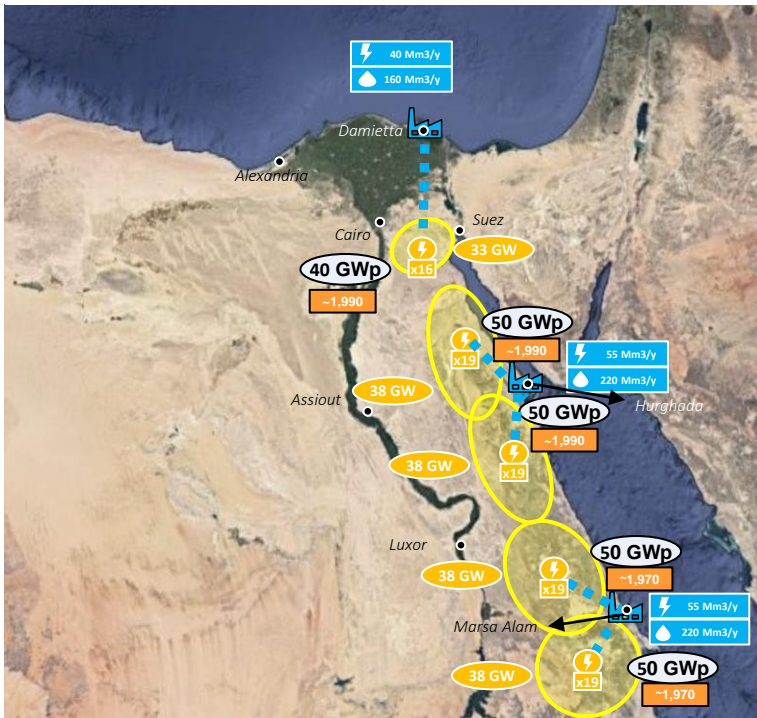 40 Mm3/y
160 Mm3/y
Damietta
Alexandria
Suez
Cairo
33 GW
40 GWp
x16
~1,990
50 GWp
~1,990
x19
55 Mm3/y
220 Mm3/y
38 GW
Assiout
Hurghada
50 GWp
~1,990
38 GW
x19
Luxor
50 GWp
38 GW
~1,970
x19
55 Mm3/y
Marsa Alam
220 Mm3/y
38 GW
x19
50 GWp
~1,970